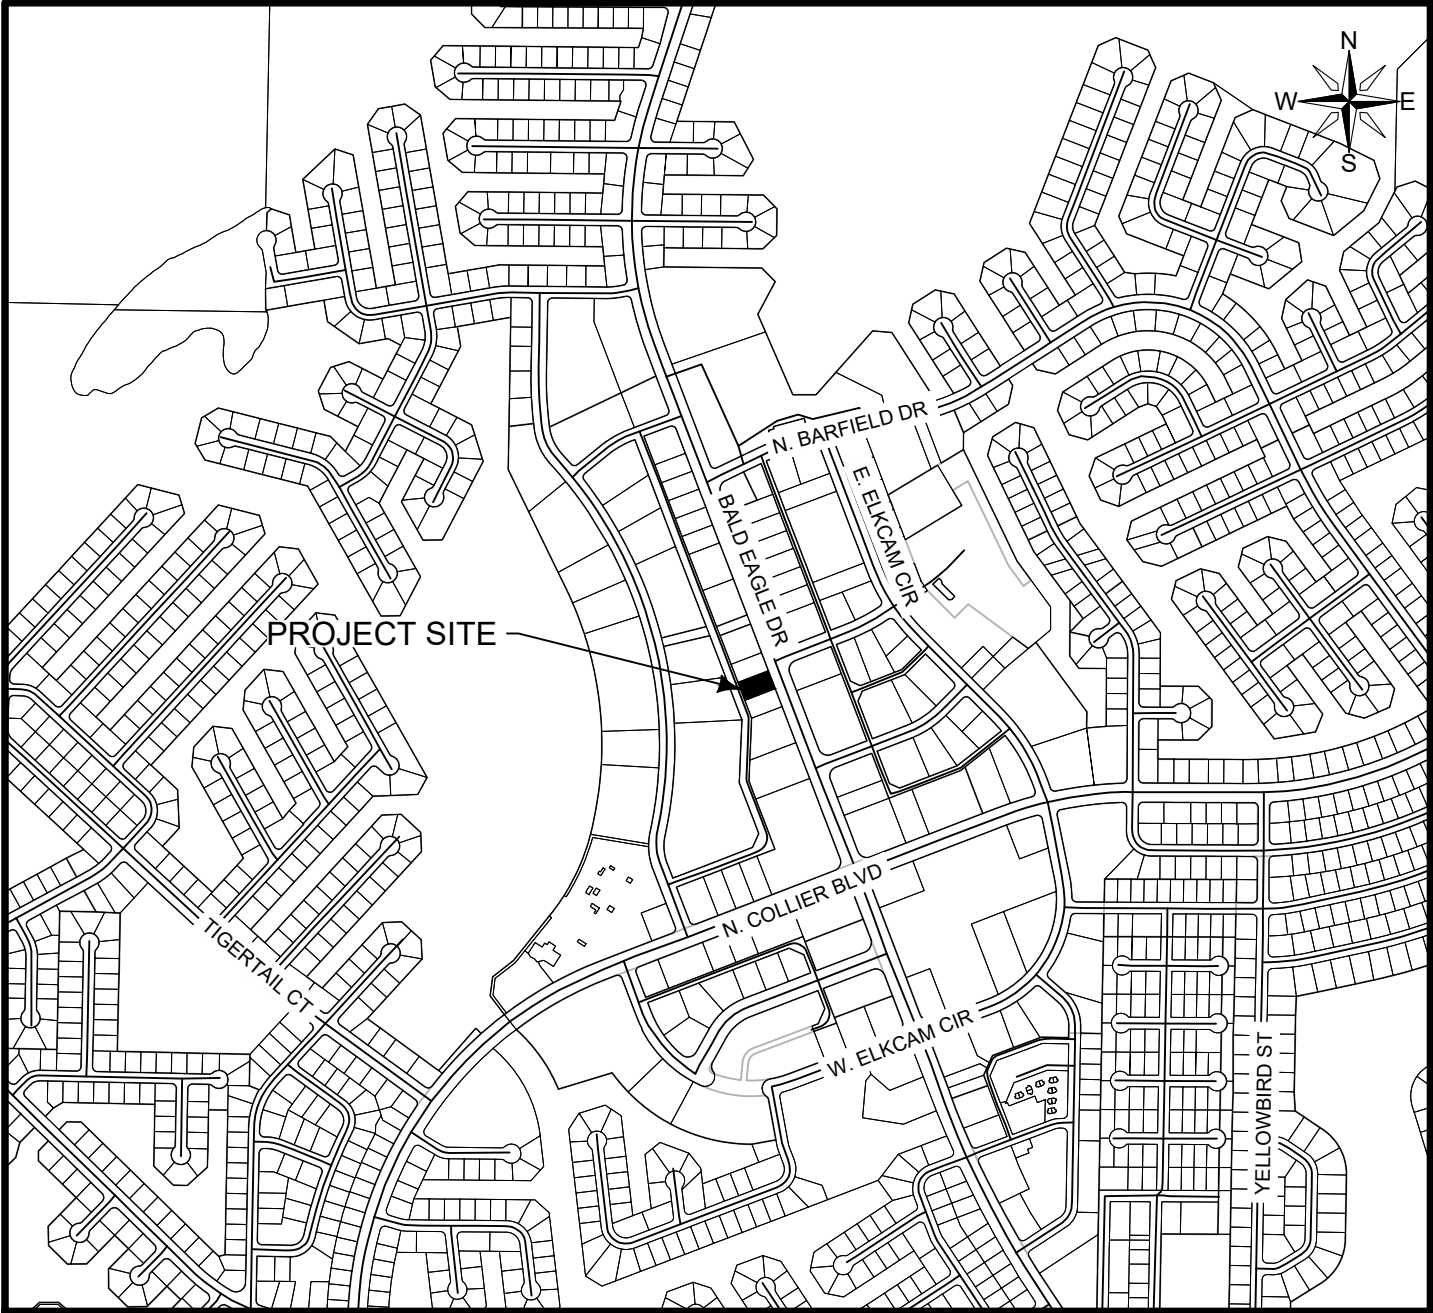 N
W E
S
N. BARFIELD DR
E. ELKCAM CIR
BALD EAGLE DR
PROJECT SITE
N. COLLIER BLVD
TIGERTAIL CT
W. ELKCAM CIR
YELLOWBIRD ST